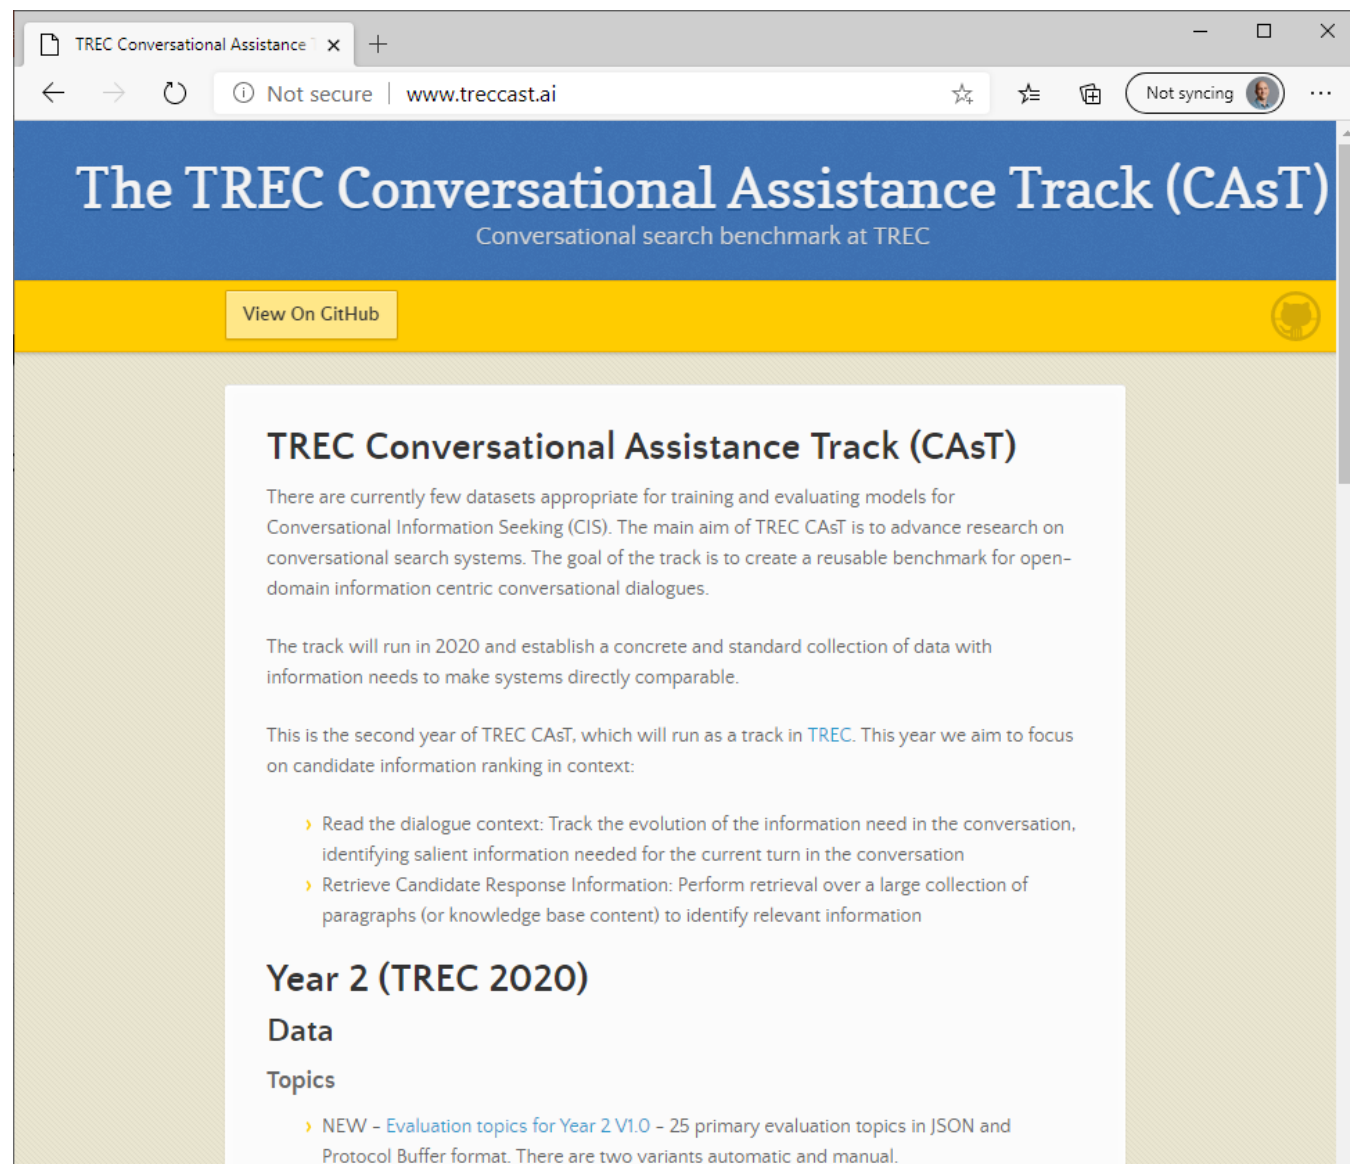 TREC Conversational Assistance T
Not secure | www.treccast.ai
Not syncing
The TREC Conversational Assistance Track (CAsT)
Conversational search benchmark at TREC
View On GitHub
TREC Conversational Assistance Track (CAsT)
There are currently few datasets appropriate for training and evaluating models for
Conversational Information Seeking (CIS). The main aim of TREC CAsT is to advance research on
conversational search systems. The goal of the track is to create a reusable benchmark for open-
domain information centric conversational dialogues.
The track will run in 2020 and establish a concrete and standard collection of data with
information needs to make systems directly comparable.
This is the second year of TREC CAsT, which will run as a track in TREC. This year we aim to focus
on candidate information ranking in context:
› Read the dialogue context: Track the evolution of the information need in the conversation,
identifying salient information needed for the current turn in the conversation
› Retrieve Candidate Response Information: Perform retrieval over a large collection of
paragraphs (or knowledge base content) to identify relevant information
Year 2 (TREC 2020)
Data
Topics
› NEW - Evaluation topics for Year 2 V1.0 - 25 primary evaluation topics in JSON and
Protocol Buffer format. There are two variants automatic and manual.